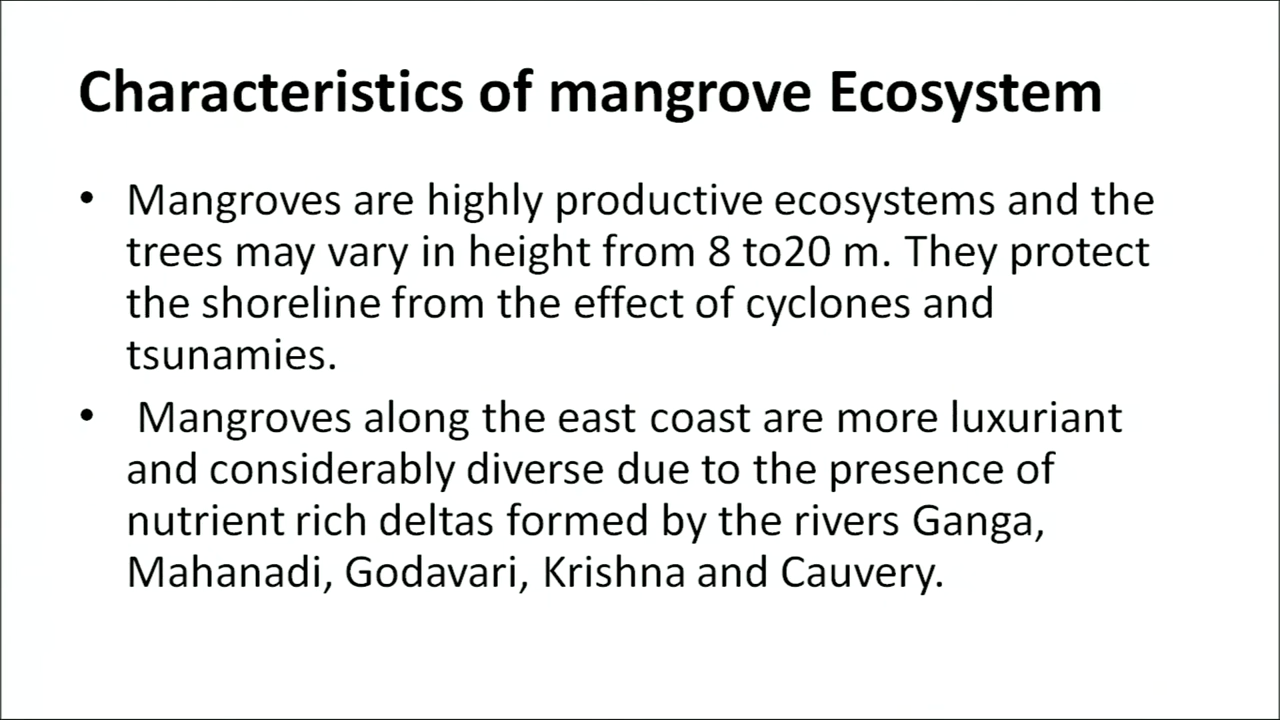 Characteristics of mangrove Ecosystem
• Mangroves are highly productive ecosystems and the
trees may vary in height from 8 to20 m. They protect
the shoreline from the effect of cyclones and
tsunamies.
• Mangroves along the east coast are more luxuriant
and considerably diverse due to the presence of
nutrient rich deltas formed by the rivers Ganga,
Mahanadi, Godavari, Krishna and Cauvery.